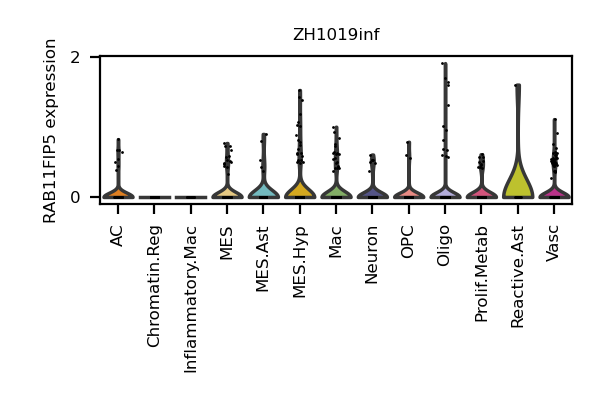 ZH1019inf
RAB11FIP5 expression
2
0
AC
Chromatin.Reg
Inflammatory.Mac
MES
MES.Ast
MES.Hyp
Mac
Neuron
OPC
Oligo
Prolif.Metab
Reactive.Ast
Vasc